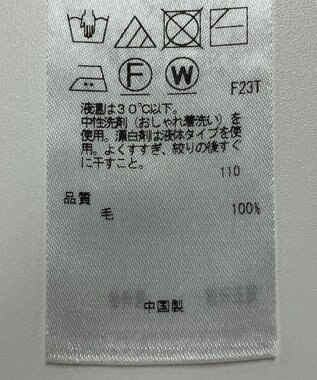 F W F23T
液温は30℃以下。
中性洗剤（おしゃれ着洗い）を
使用。漂白剤は液体タイプを使
用。よくすすぎ、絞りの後すぐ
に干すこと。
110
品質
毛 100%
中国製